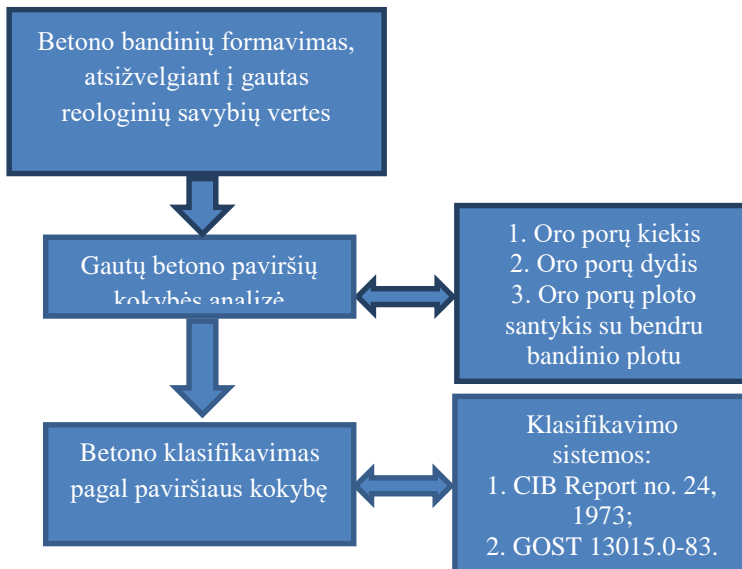 Betono bandinių formavimas,
atsižvelgiant į gautas
reologinių savybių vertes
Gautų betono paviršių
kokybės analizė
1. Oro porų kiekis
2. Oro porų dydis
3. Oro porų ploto
santykis su bendru
bandinio plotu
Betono klasifikavimas
pagal paviršiaus kokybę
Klasifikavimo
sistemos:
1. CIB Report no. 24,
1973;
2. GOST 13015.0-83.